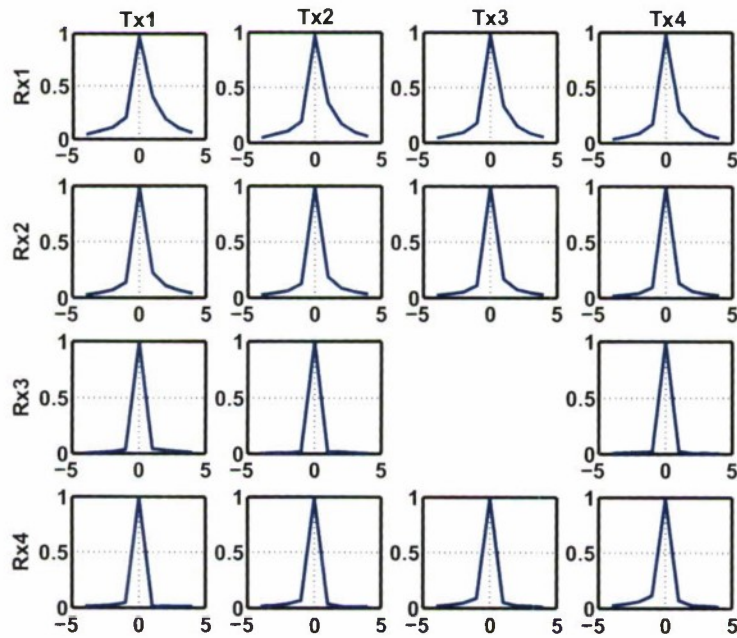 Tx1 Tx2 Tx3 Tx4
Rx1 1 0.5 0 1 0.5 0 1 0.5 0 1 0.5 0
−5 0 5 −5 0 5 −5 0 5 −5 0 5
Rx2 1 0.5 0 1 0.5 0 1 0.5 0 1 0.5 0
−5 0 5 −5 0 5 −5 0 5 −5 0 5
Rx3 1 0.5 0 1 0.5 0 1 0.5 0
−5 0 5 −5 0 5 −5 0 5
Rx4 1 0.5 0 1 0.5 0 1 0.5 0 1 0.5 0
−5 0 5 −5 0 5 −5 0 5 −5 0 5